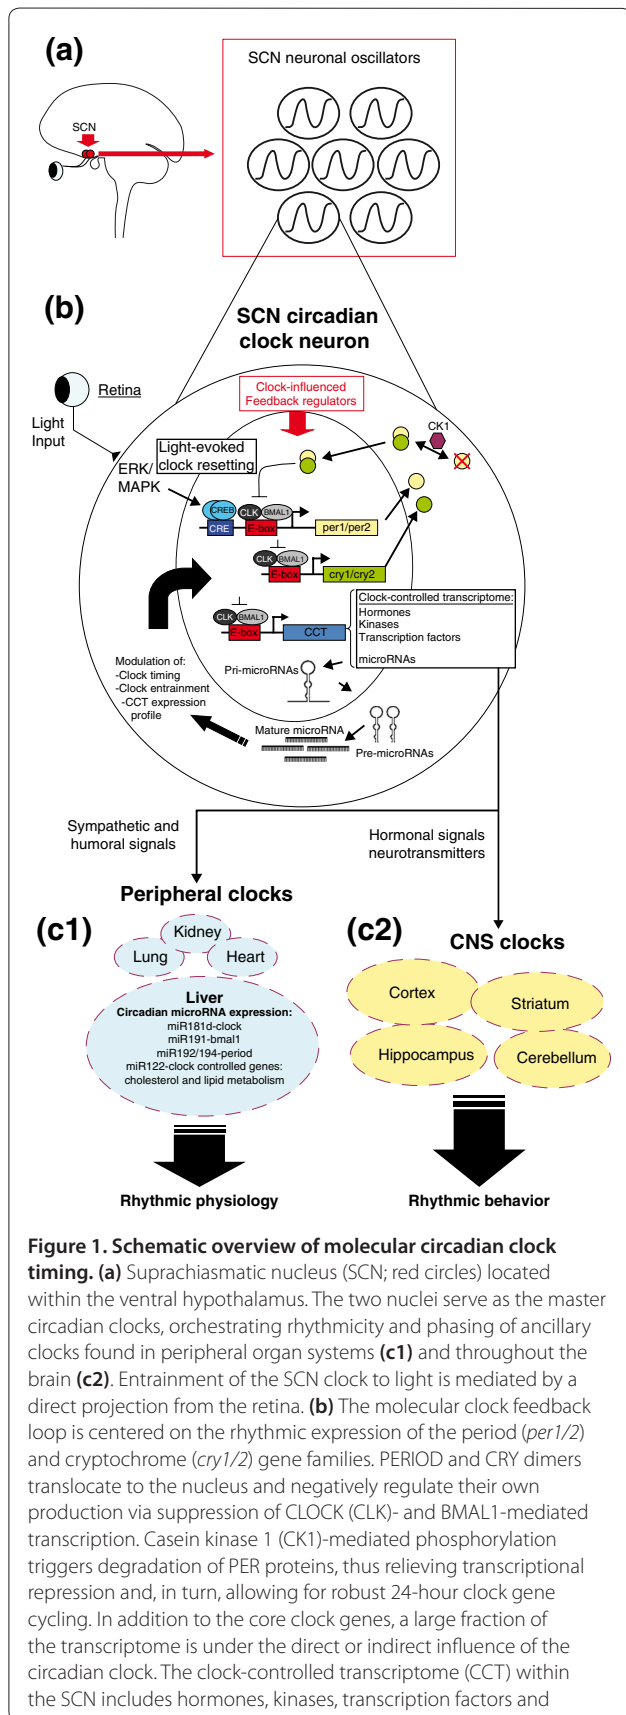 (a)
SCN neuronal oscillators
SCN
(b)
SCN circadian
clock neuron
Retina
Light
Input
Clock-influenced
Feedback regulators
CK1
ERK/
MAPK
Light-evoked
clock resetting
CREB
CLK
BMAL1
CRE
E-box
per1/per2
CLK
BMAL1
E-box
cry1/cry2
CLK
BMAL1
E-box
CCT
Clock-controlled transcriptome:
Hormones
Kinases
Transcription factors
microRNAs
Pri-microRNAs
Modulation of:
-Clock timing
-Clock entrainment
-CCT expression
profile
Mature microRNA
Pre-microRNAs
Sympathetic and
humoral signals
Hormonal signals
neurotransmitters
Peripheral clocks
(c1)
Kidney
Lung
Heart
Liver
Circadian microRNA expression:
miR181d-clock
miR191-bmal1
miR192/194-period
miR122-clock controlled genes:
cholesterol and lipid metabolism
Rhythmic physiology
(c2)
CNS clocks
Cortex
Striatum
Hippocampus
Cerebellum
Rhythmic behavior
Figure 1. Schematic overview of molecular circadian clock
timing. (a) Suprachiasmatic nucleus (SCN; red circles) located
within the ventral hypothalamus. The two nuclei serve as the master
circadian clocks, orchestrating rhythmicity and phasing of ancillary
clocks found in peripheral organ systems (c1) and throughout the
brain (c2). Entrainment of the SCN clock to light is mediated by a
direct projection from the retina. (b) The molecular clock feedback
loop is centered on the rhythmic expression of the period (per1/2)
and cryptochrome (cry1/2) gene families. PERIOD and CRY dimers
translocate to the nucleus and negatively regulate their own
production via suppression of CLOCK (CLK)- and BMAL1-mediated
transcription. Casein kinase 1 (CK1)-mediated phosphorylation
triggers degradation of PER proteins, thus relieving transcriptional
repression and, in turn, allowing for robust 24-hour clock gene
cycling. In addition to the core clock genes, a large fraction of
the transcriptome is under the direct or indirect influence of the
circadian clock. The clock-controlled transcriptome (CCT) within
the SCN includes hormones, kinases, transcription factors and